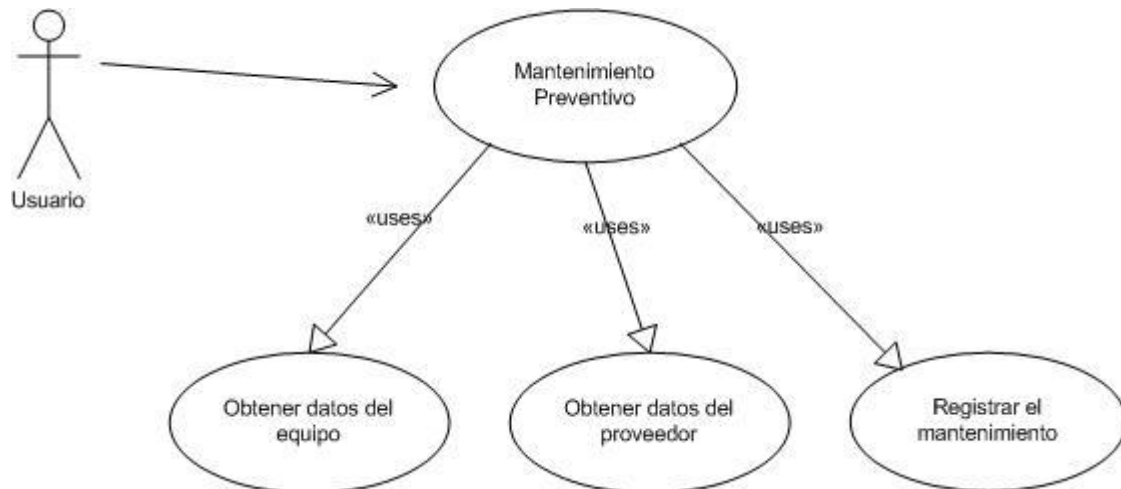 Mantenimiento
Preventivo
Usuario
«uses»
«uses»
«uses»
Obtener datos del
equipo
Obtener datos del
proveedor
Registrar el
mantenimiento